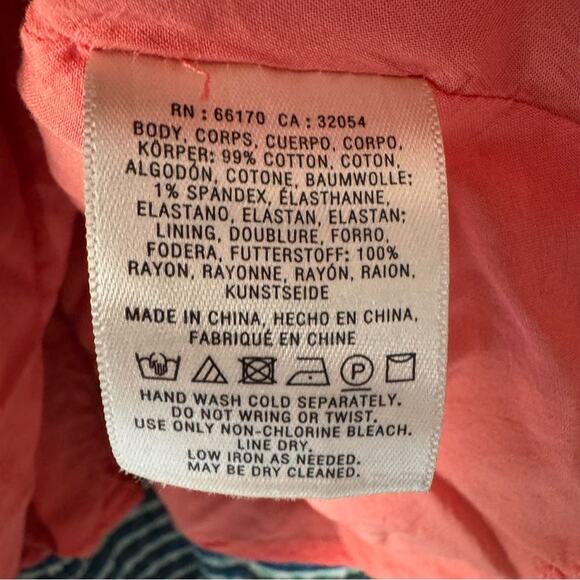 RN : 66170 CA : 32054
BODY, CORPS, CUERPO, CORPO,
KÖRPER: 99% COTTON, COTON,
ALGODÓN, COTONE, BAUMWOLLE;
1% SPANDEX, ÉLASTHANNE,
ELASTANO, ELASTAN, ELASTAN;
LINING, DOUBLURE, FORRO,
FODERA, FUTTERSTOFF: 100%
RAYON, RAYONNE, RAYÓN, RAION,
KUNSTSEIDE
MADE IN CHINA, HECHO EN CHINA,
FABRIQUÉ EN CHINE
P
HAND WASH COLD SEPARATELY.
DO NOT WRING OR TWIST.
USE ONLY NON-CHLORINE BLEACH.
LINE DRY.
LOW IRON AS NEEDED.
MAY BE DRY CLEANED.